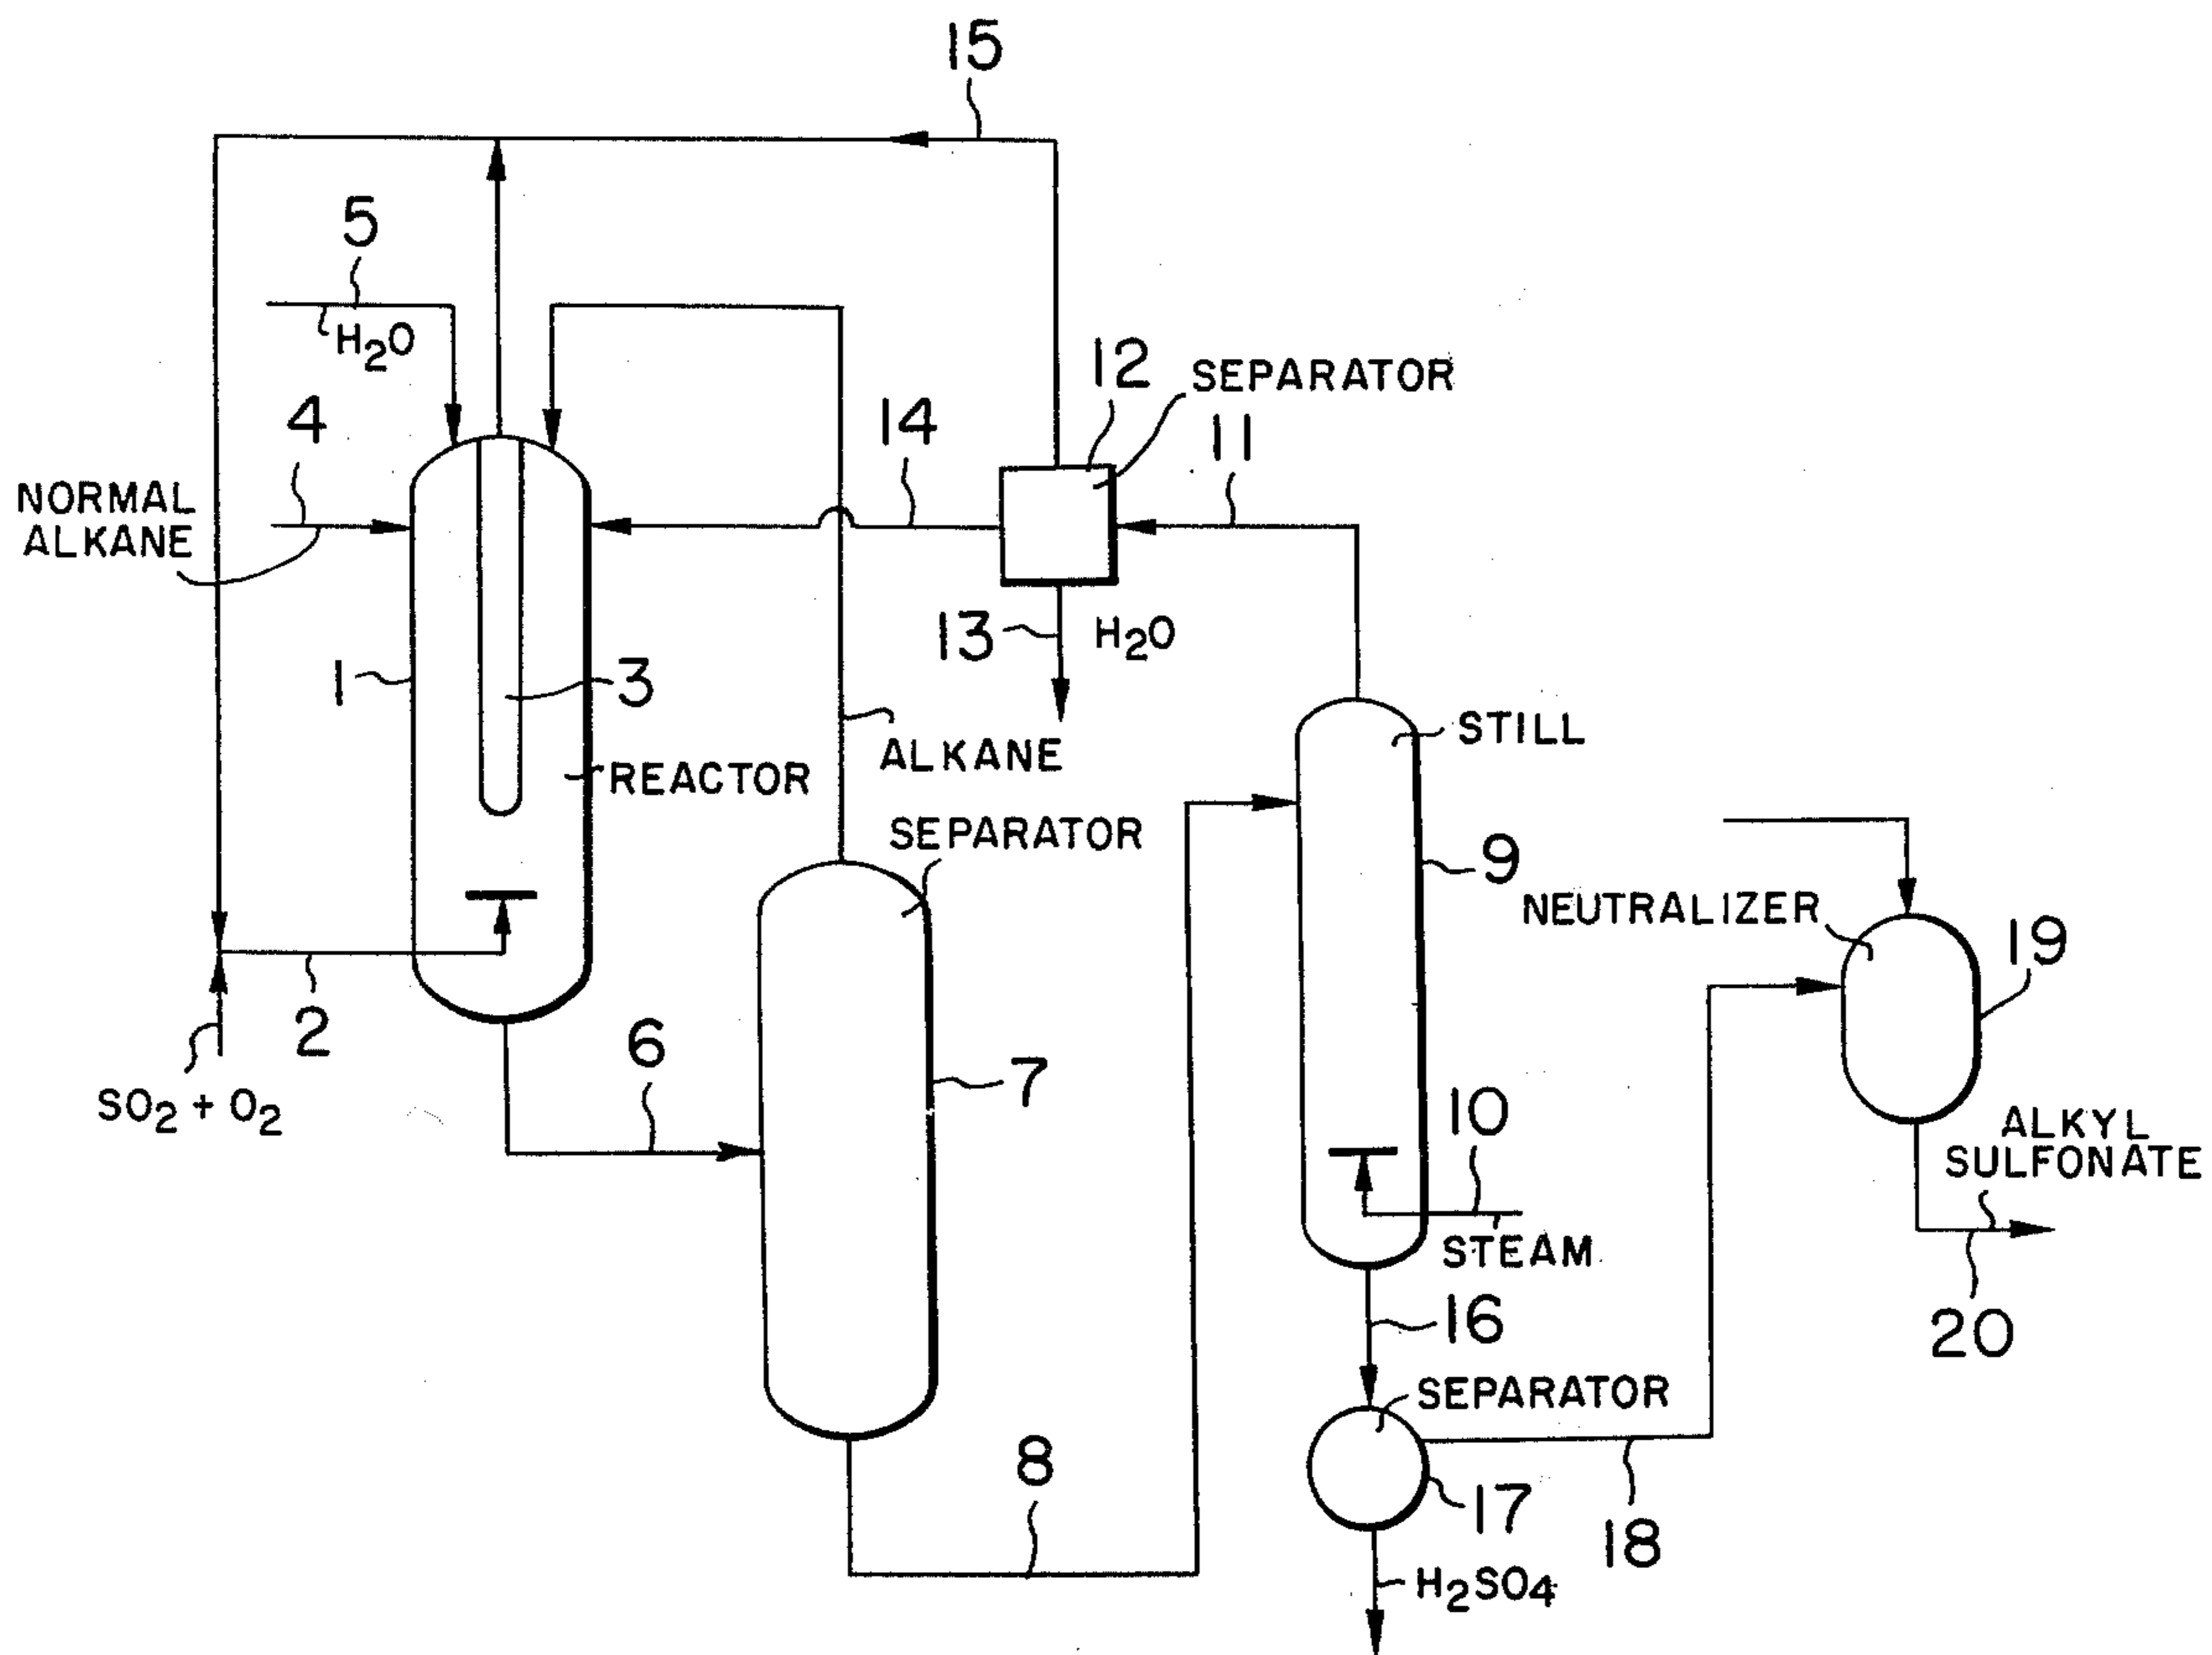 15
5
H2O
12
SEPARATOR
4
14
11
NORMAL
ALKANE
13
H2O
1
3
STILL
ALKANE
REACTOR
SEPARATOR
9
NEUTRALIZER
19
2
6
7
SO2 + O2
10
ALKYL
SULFONATE
STEAM
16
20
SEPARATOR
8
17
18
H2SO4